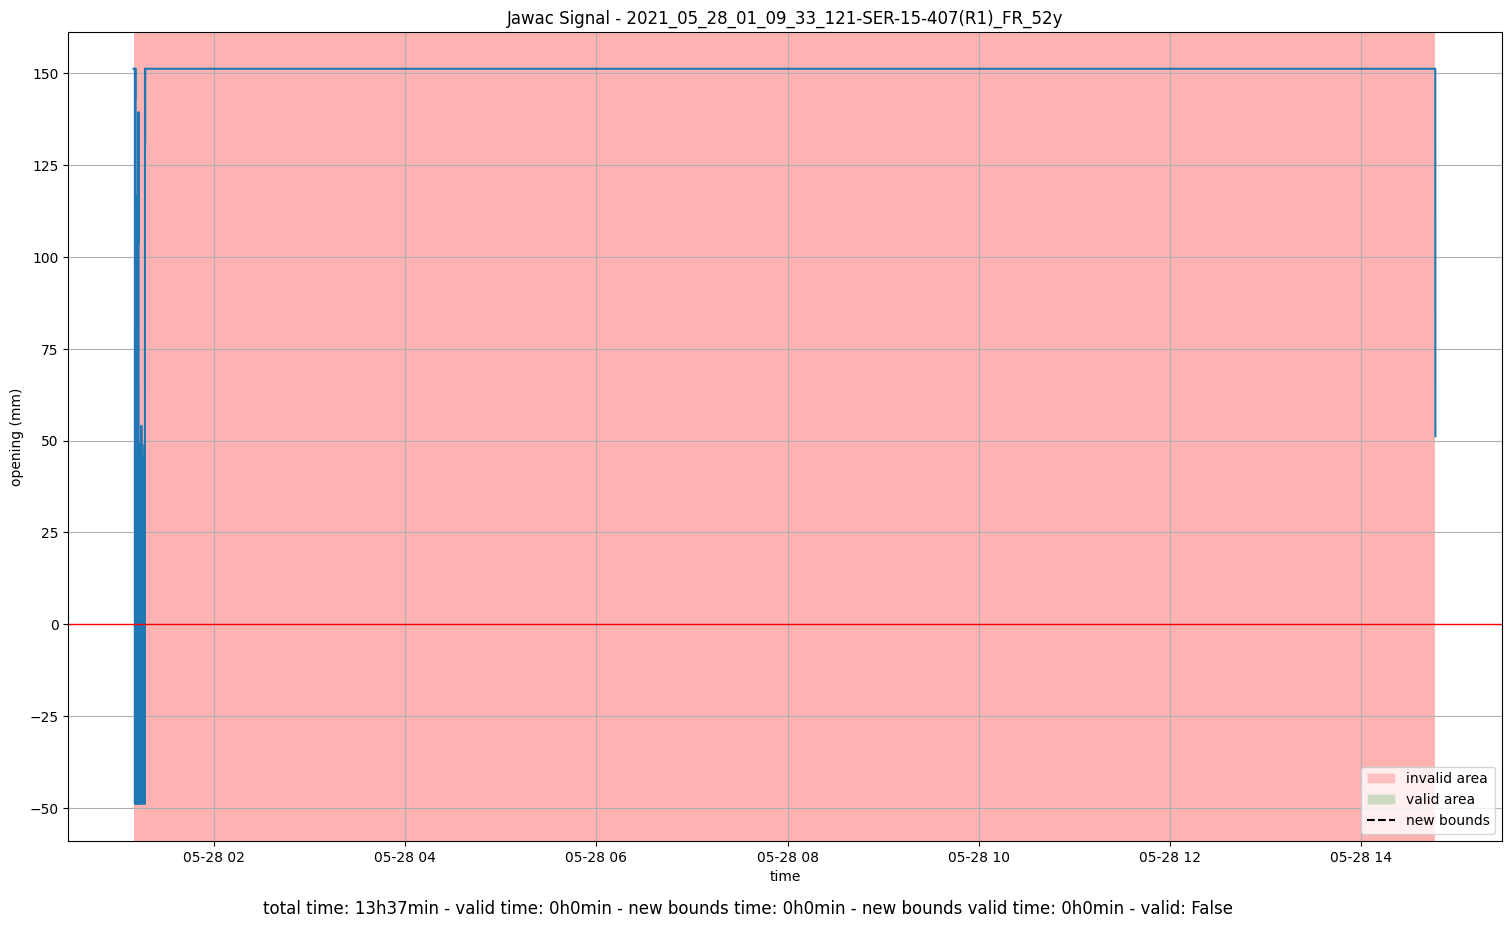 Jawac Signal - 2021_05_28_01_09_33_121-SER-15-407(R1)_FR_52y
opening (mm)
150
125
100
75
50
25
0
−25
−50
invalid area
valid area
new bounds
05-28 02
05-28 04
05-28 06
05-28 08
05-28 10
05-28 12
05-28 14
time
total time: 13h37min - valid time: 0h0min - new bounds time: 0h0min - new bounds valid time: 0h0min - valid: False